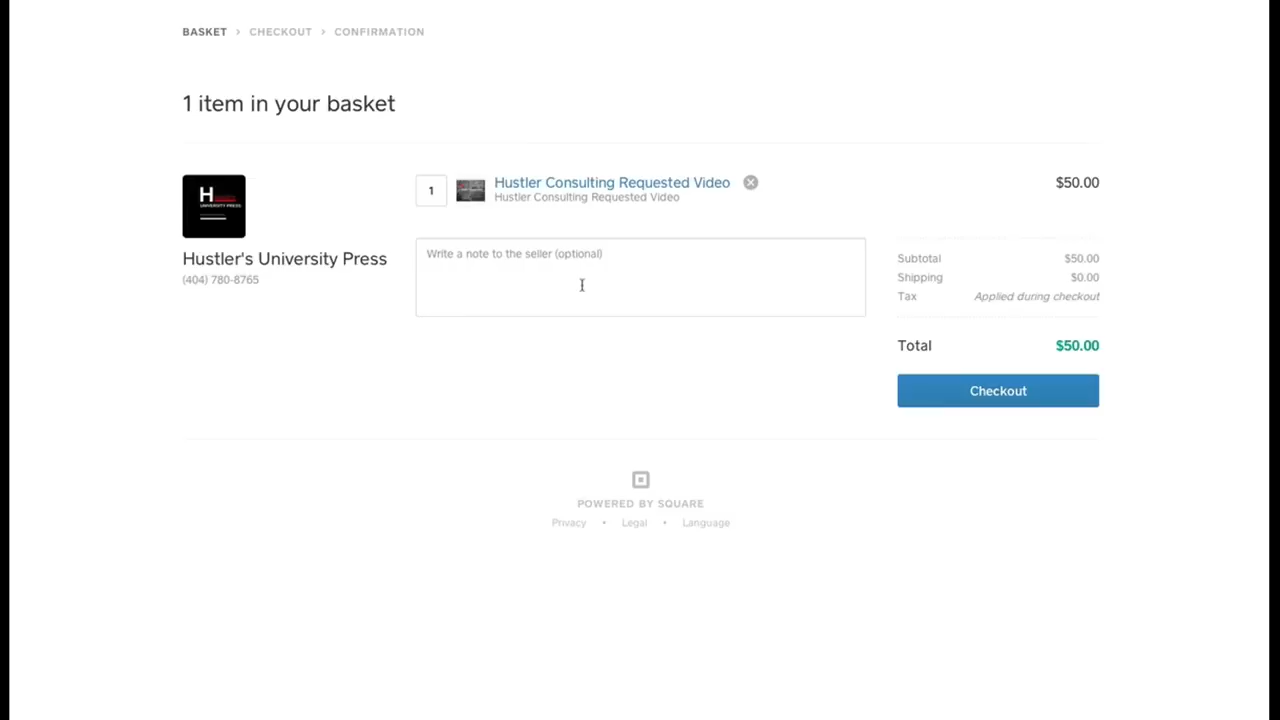 BASKET > CHECKOUT > CONFIRMATION
1 item in your basket
H
UNIVERSITY PRESS
Hustler's University Press
(404) 780-8765
1
Hustler Consulting Requested Video
Hustler Consulting Requested Video
$50.00
Write a note to the seller (optional)
Subtotal $50.00
Shipping $0.00
Tax Applied during checkout
Total $50.00
Checkout
POWERED BY SQUARE
Privacy • Legal • Language